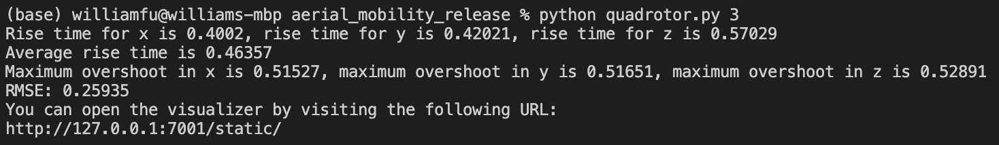 (base) williamfu@williams-mbp aerial_mobility_release % python quadrotor.py 3
Rise time for x is 0.4002, rise time for y is 0.42021, rise time for z is 0.57029
Average rise time is 0.46357
Maximum overshoot in x is 0.51527, maximum overshoot in y is 0.51651, maximum overshoot in z is 0.52891
RMSE: 0.25935
You can open the visualizer by visiting the following URL:
http://127.0.0.1:7001/static/